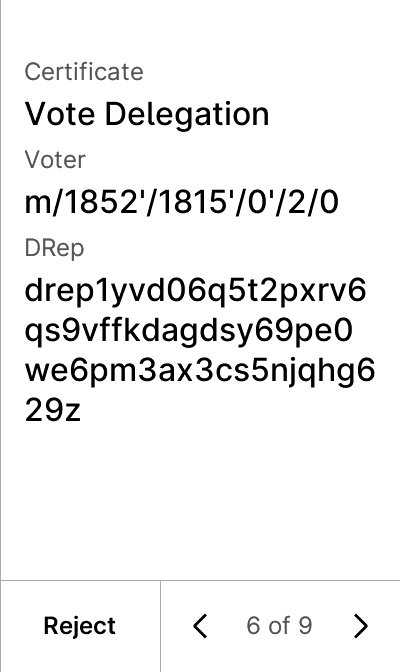 Certificate
Vote Delegation
Voter
m/1852'/1815'/0'/2/0
DRep
drep1yvd06q5t2pxrv6
qs9vffkdagdsy69pe0
we6pm3ax3cs5njqhg6
29z
Reject
6 of 9